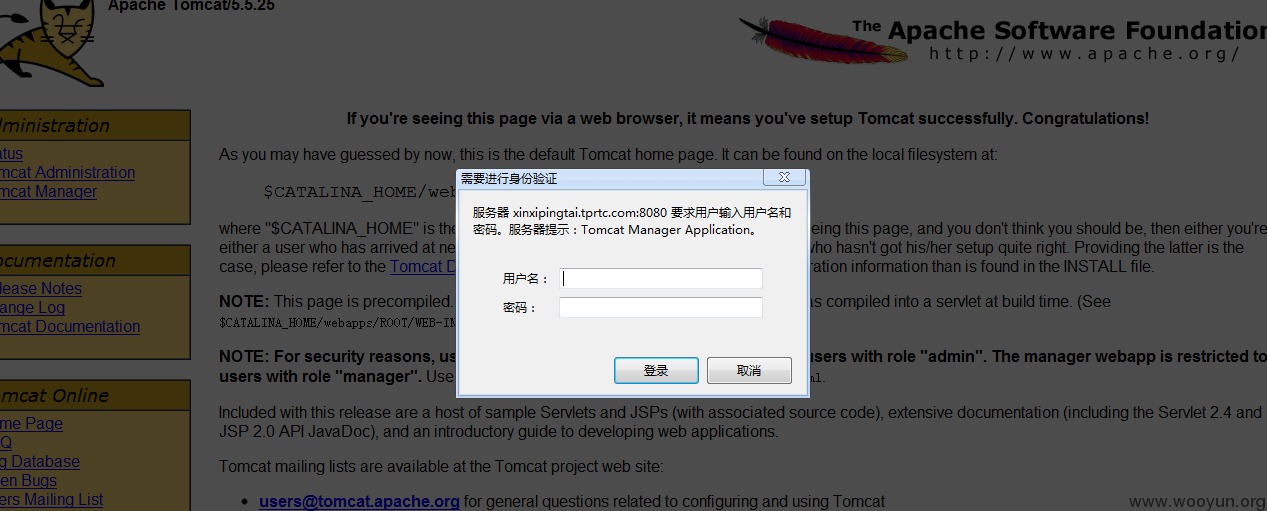 Apache Tomcat/5.5.25
The Apache Software Foundation
http://www.apache.org/
ministration
atus
mcat Administration
mcat Manager
If you're seeing this page via a web browser, it means you've setup Tomcat successfully. Congratulations!
As you may have guessed by now, this is the default Tomcat home page. It can be found on the local filesystem at:
$CATALINA_HOME/we
where "$CATALINA_HOME" is the
eing this page, and you don't think you should be, then either you're
either a user who has arrived at ne
who hasn't got his/her setup quite right. Providing the latter is the
case, please refer to the Tomcat D
ration information than is found in the INSTALL file.
需要进行身份验证
服务器 xinxipingtai.tprtc.com:8080 要求用户输入用户名和
密码。服务器提示：Tomcat Manager Application。
用户名：
密码：
登录
取消
ocumentation
lease Notes
ange Log
mcat Documentation
NOTE: This page is precompiled.
s compiled into a servlet at build time. (See
$CATALINA_HOME/webapps/ROOT/WEB-IN
NOTE: For security reasons, us
users with role "admin". The manager webapp is restricted to
users with role "manager". Use
ml.
Included with this release are a host of sample Servlets and JSPs (with associated source code), extensive documentation (including the Servlet 2.4 and
JSP 2.0 API JavaDoc), and an introductory guide to developing web applications.
mcat Online
me Page
Q
g Database
en Bugs
ers Mailing List
Tomcat mailing lists are available at the Tomcat project web site:
• users@tomcat.apache.org for general questions related to configuring and using Tomcat
www.wooyun.org